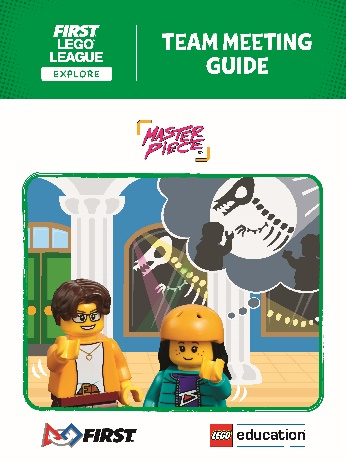 FIRST
LEGO
LEAGUE
EXPLORE
TEAM MEETING
GUIDE
MASTER
PIECE
FIRST
LEGO education